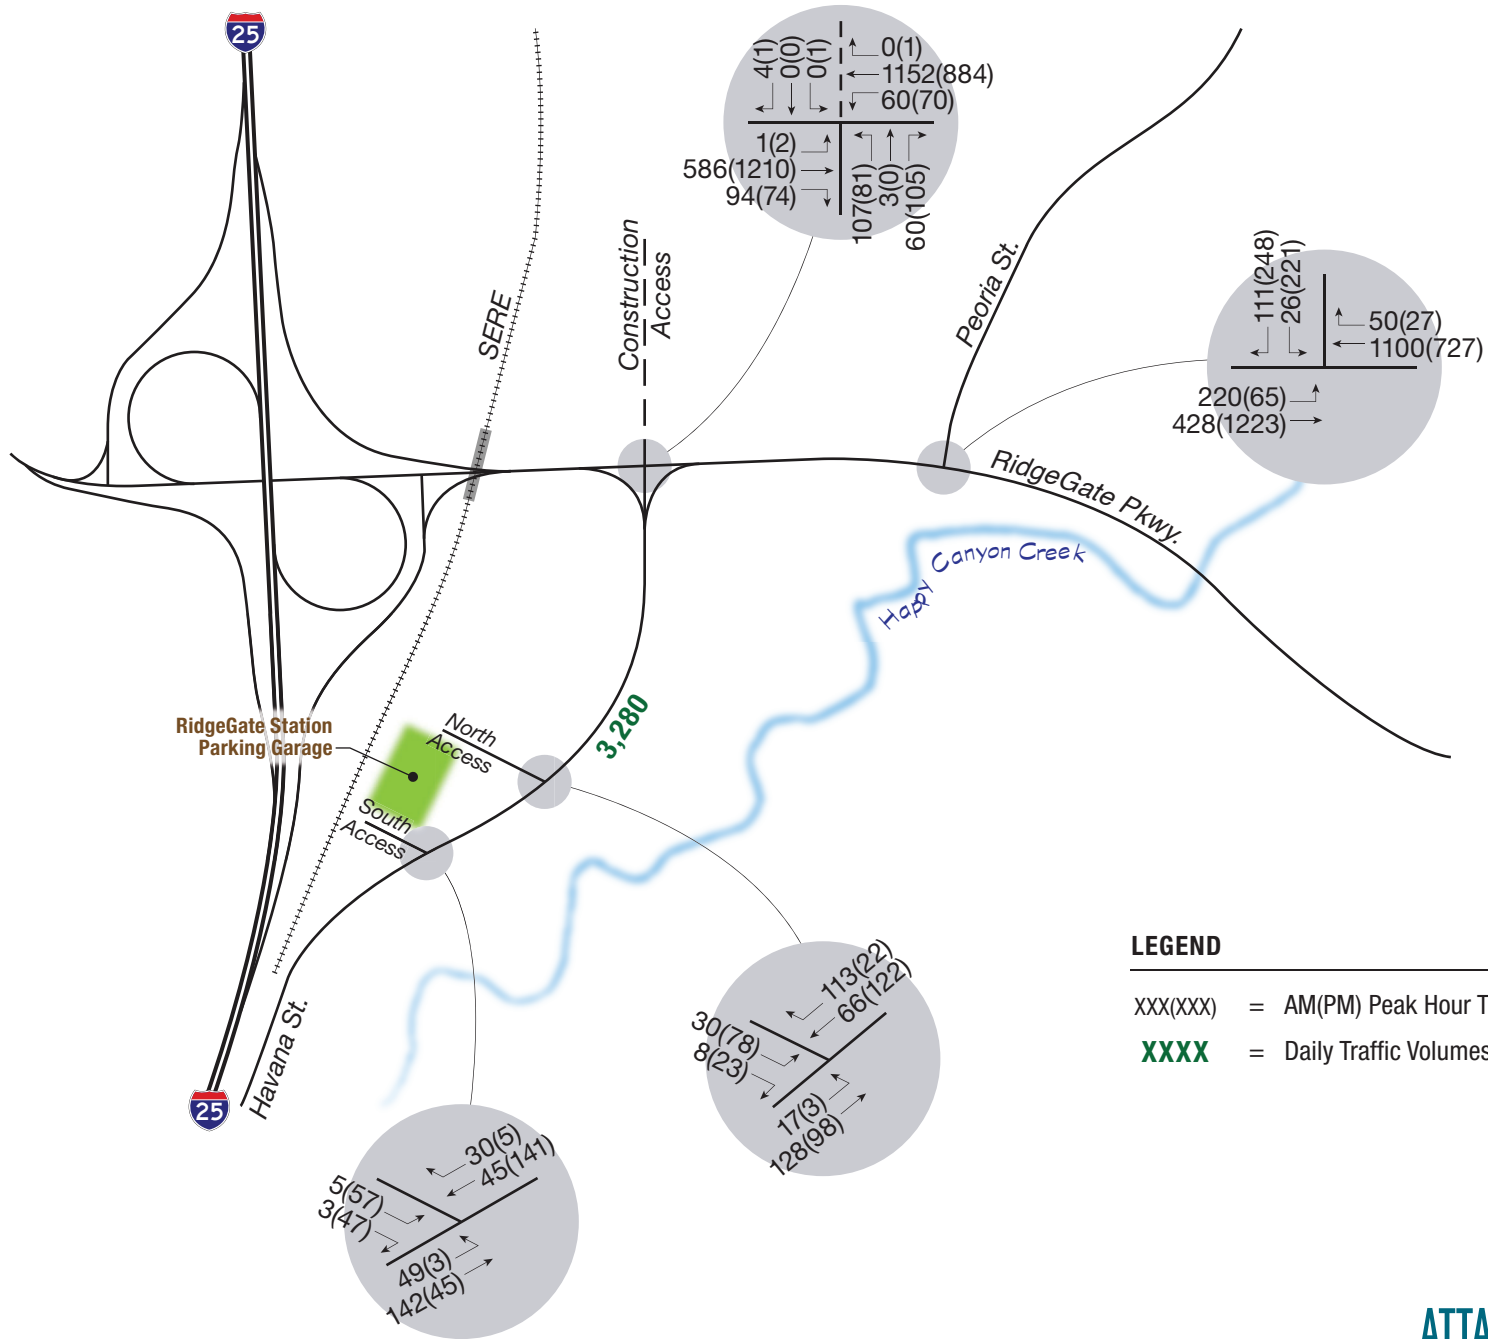 25
4(1)
0(0)
0(1)
0(1)
1152(884)
60(70)
1(2)
586(1210)
94(74)
107(81)
3(0)
60(105)
Construction
Access
SERE
Peoria St.
111(248)
26(221)
50(27)
1100(727)
220(65)
428(1223)
RidgeGate Pkwy.
Happy Canyon Creek
3,280
RidgeGate Station
Parking Garage
North
Access
South
Access
113(22)
66(122)
30(78)
8(23)
17(3)
128(98)
Havana St.
25
30(5)
45(141)
5(57)
3(47)
49(3)
142(45)
LEGEND
XXX(XXX) = AM(PM) Peak Hour T
XXXX = Daily Traffic Volumes
ATTA